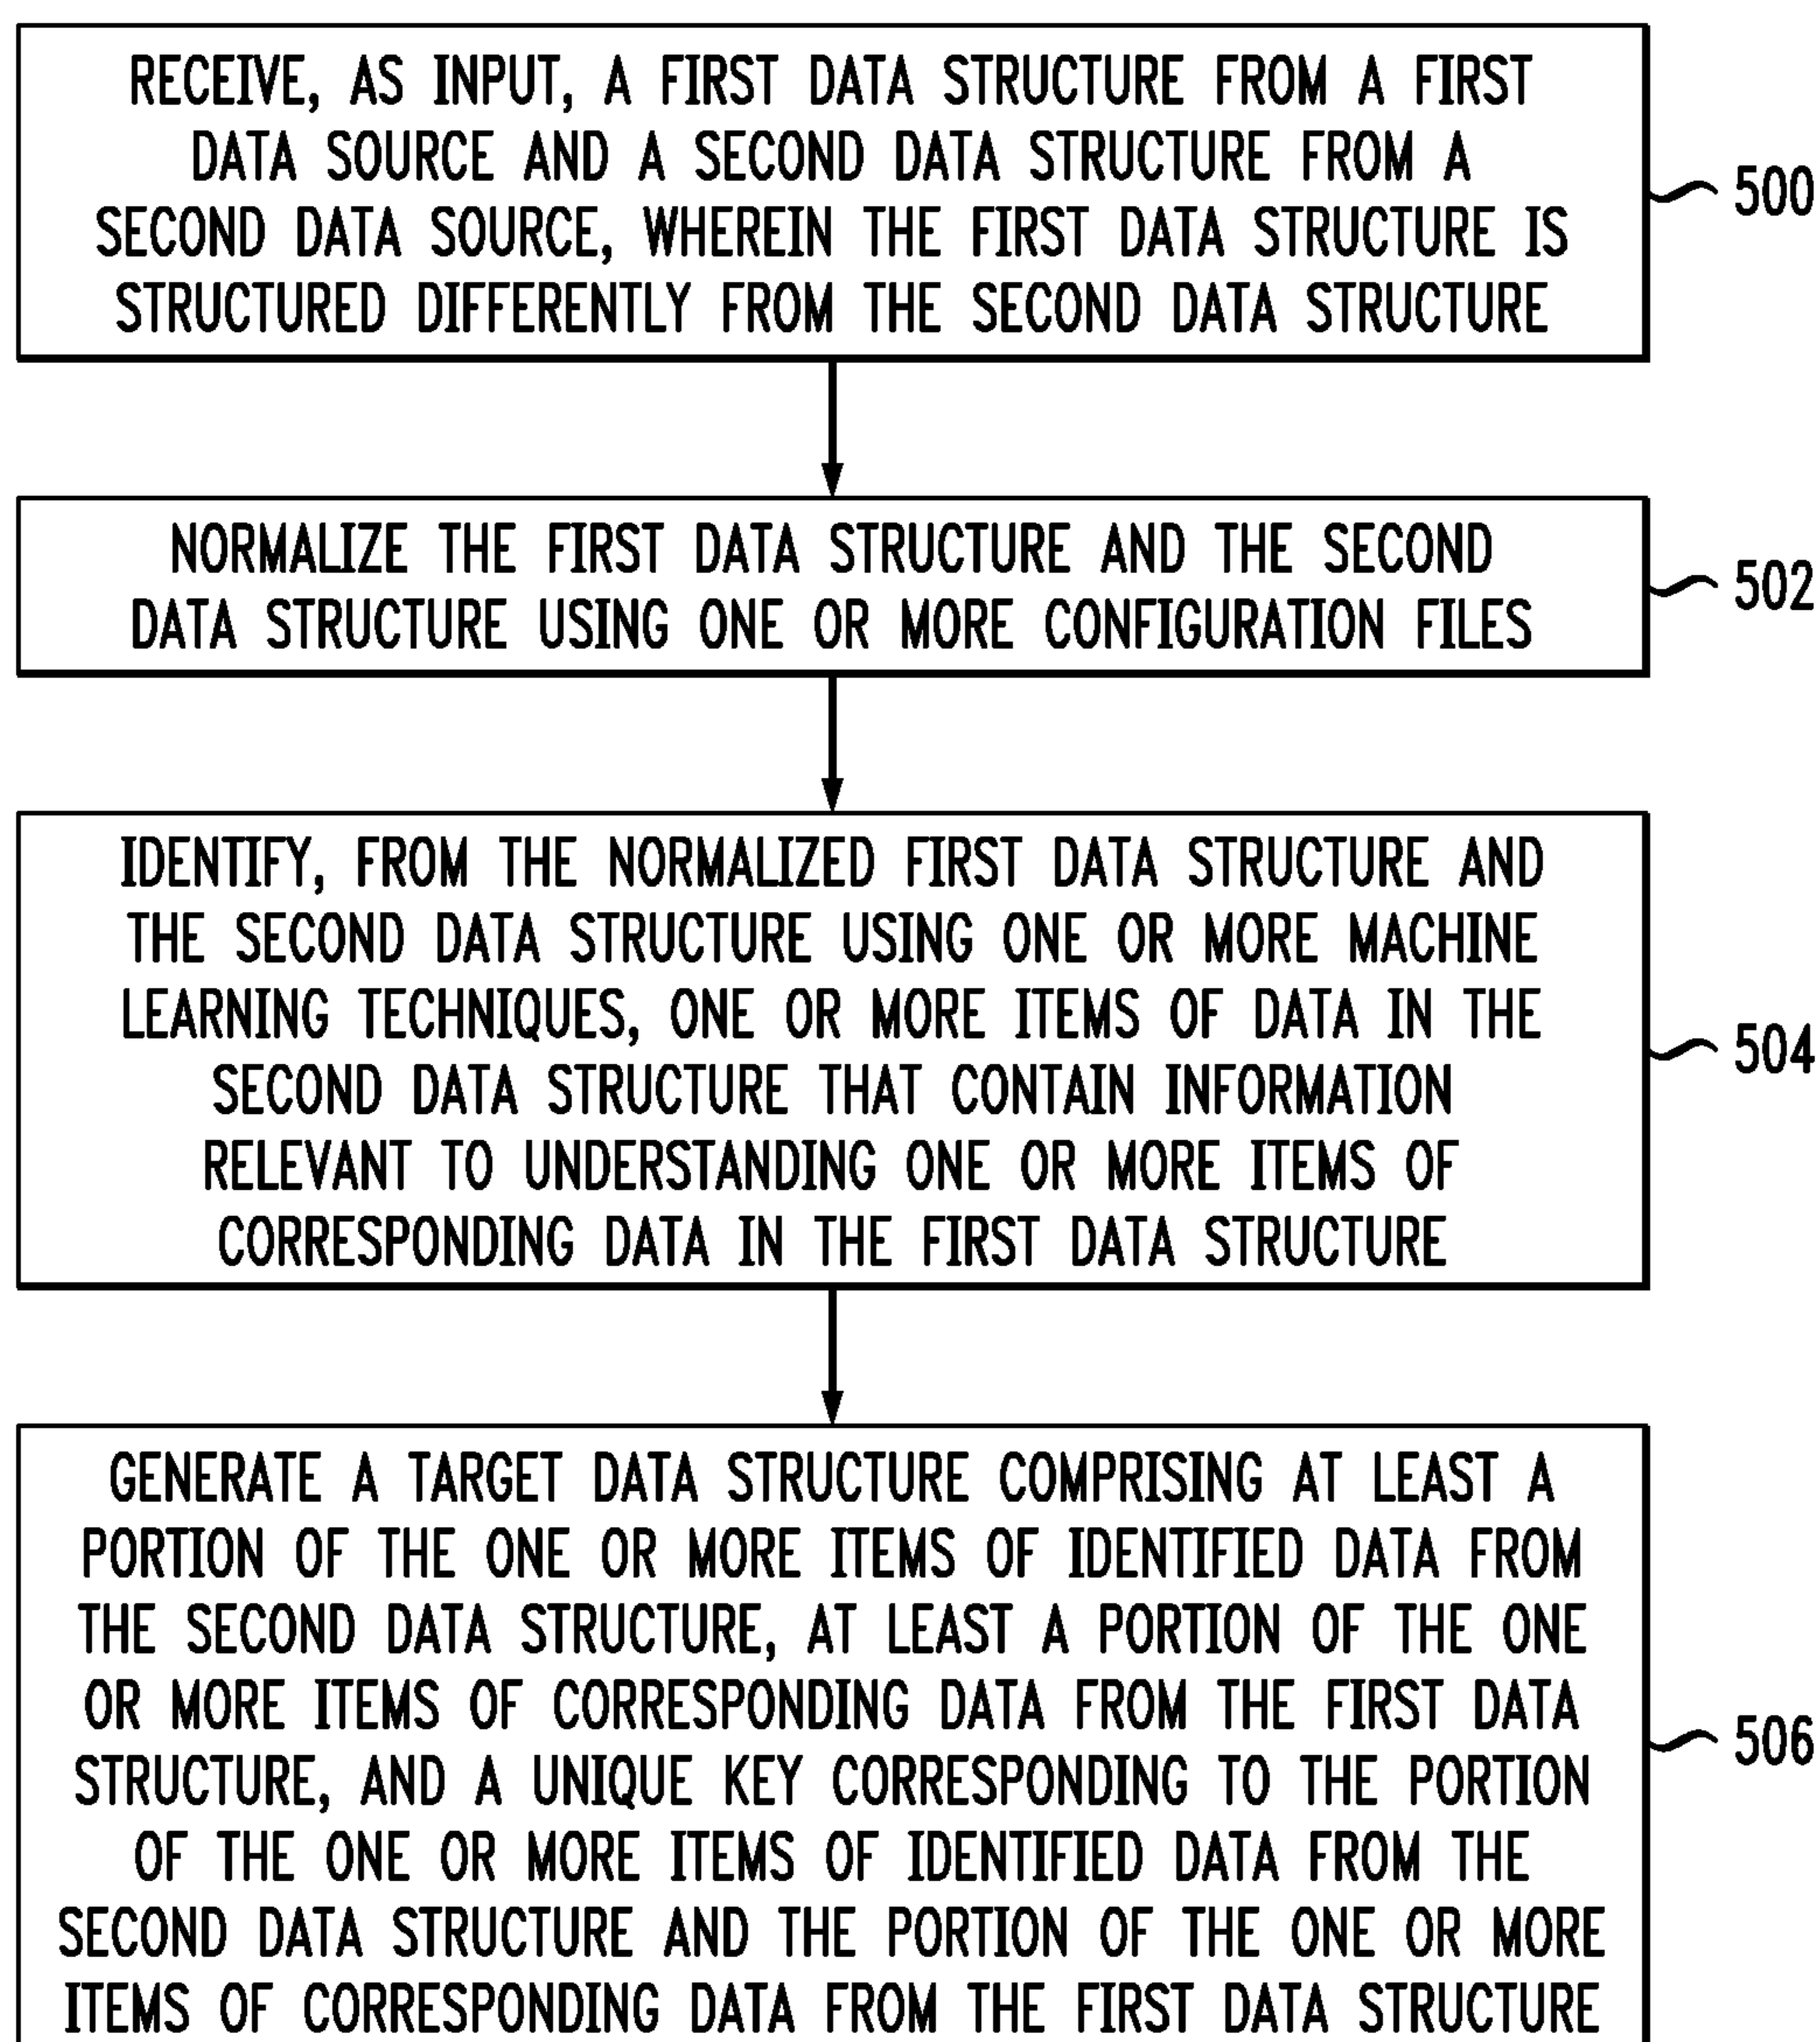 RECEIVE, AS INPUT, A FIRST DATA STRUCTURE FROM A FIRST
DATA SOURCE AND A SECOND DATA STRUCTURE FROM A
SECOND DATA SOURCE, WHEREIN THE FIRST DATA STRUCTURE IS
STRUCTURED DIFFERENTLY FROM THE SECOND DATA STRUCTURE
500
NORMALIZE THE FIRST DATA STRUCTURE AND THE SECOND
DATA STRUCTURE USING ONE OR MORE CONFIGURATION FILES
502
IDENTIFY, FROM THE NORMALIZED FIRST DATA STRUCTURE AND
THE SECOND DATA STRUCTURE USING ONE OR MORE MACHINE
LEARNING TECHNIQUES, ONE OR MORE ITEMS OF DATA IN THE
SECOND DATA STRUCTURE THAT CONTAIN INFORMATION
RELEVANT TO UNDERSTANDING ONE OR MORE ITEMS OF
CORRESPONDING DATA IN THE FIRST DATA STRUCTURE
504
GENERATE A TARGET DATA STRUCTURE COMPRISING AT LEAST A
PORTION OF THE ONE OR MORE ITEMS OF IDENTIFIED DATA FROM
THE SECOND DATA STRUCTURE, AT LEAST A PORTION OF THE ONE
OR MORE ITEMS OF CORRESPONDING DATA FROM THE FIRST DATA
STRUCTURE, AND A UNIQUE KEY CORRESPONDING TO THE PORTION
OF THE ONE OR MORE ITEMS OF IDENTIFIED DATA FROM THE
SECOND DATA STRUCTURE AND THE PORTION OF THE ONE OR MORE
ITEMS OF CORRESPONDING DATA FROM THE FIRST DATA STRUCTURE
506